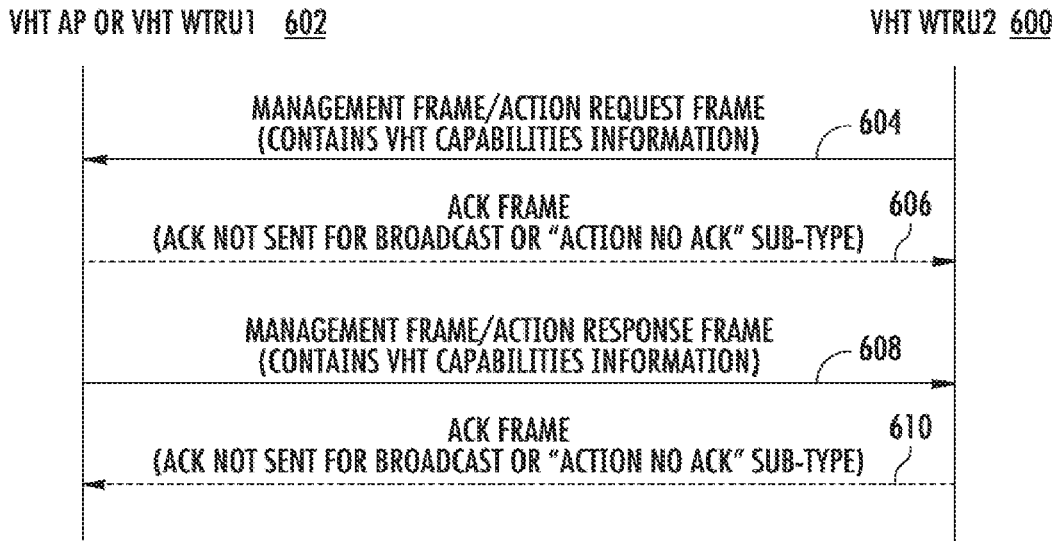 VHT AP OR VHT WTRU1 602 VHT WTRU2 600
MANAGEMENT FRAME/ACTION REQUEST FRAME
(CONTAINS VHT CAPABILITIES INFORMATION)
604
ACK FRAME
606
(ACK NOT SENT FOR BROADCAST OR “ACTION NO ACK” SUB-TYPE)
MANAGEMENT FRAME/ACTION RESPONSE FRAME
(CONTAINS VHT CAPABILITIES INFORMATION)
608
ACK FRAME
610
(ACK NOT SENT FOR BROADCAST OR “ACTION NO ACK” SUB-TYPE)